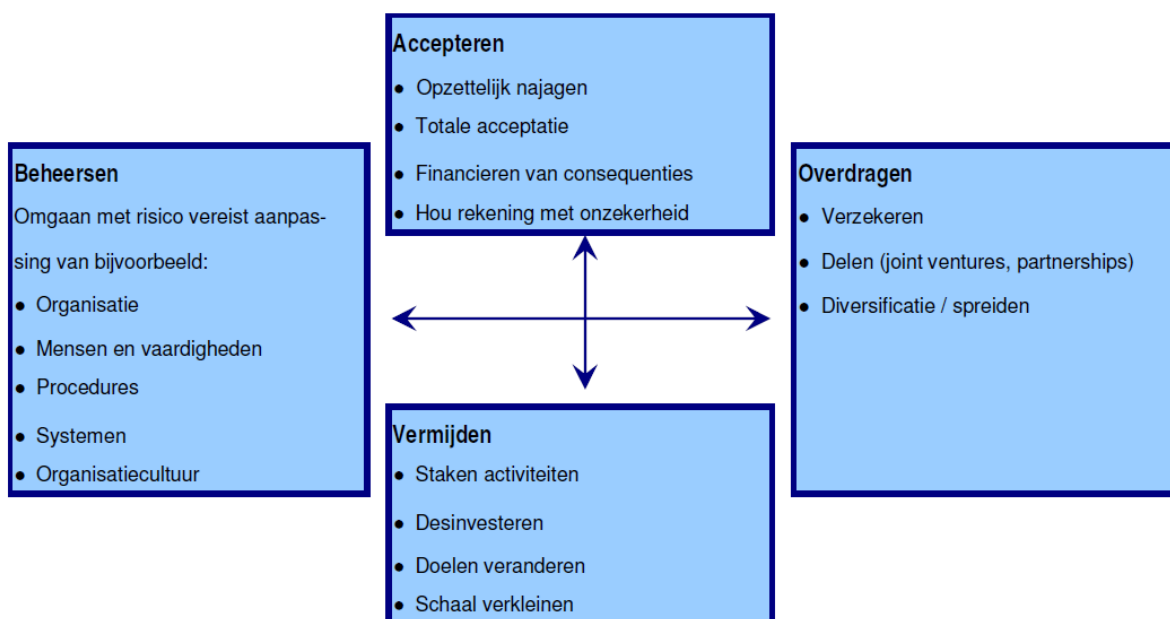 Accepteren
● Opzettelijk najagen
● Totale acceptatie
● Financieren van consequenties
● Hou rekening met onzekerheid
Beheersen
Omgaan met risico vereist aanpas-
sing van bijvoorbeeld:
● Organisatie
● Mensen en vaardigheden
● Procedures
● Systemen
● Organisatiecultuur
Overdragen
● Verzekeren
● Delen (joint ventures, partnerships)
● Diversificatie / spreiden
Vermijden
● Staken activiteiten
● Desinvesteren
● Doelen veranderen
● Schaal verkleinen